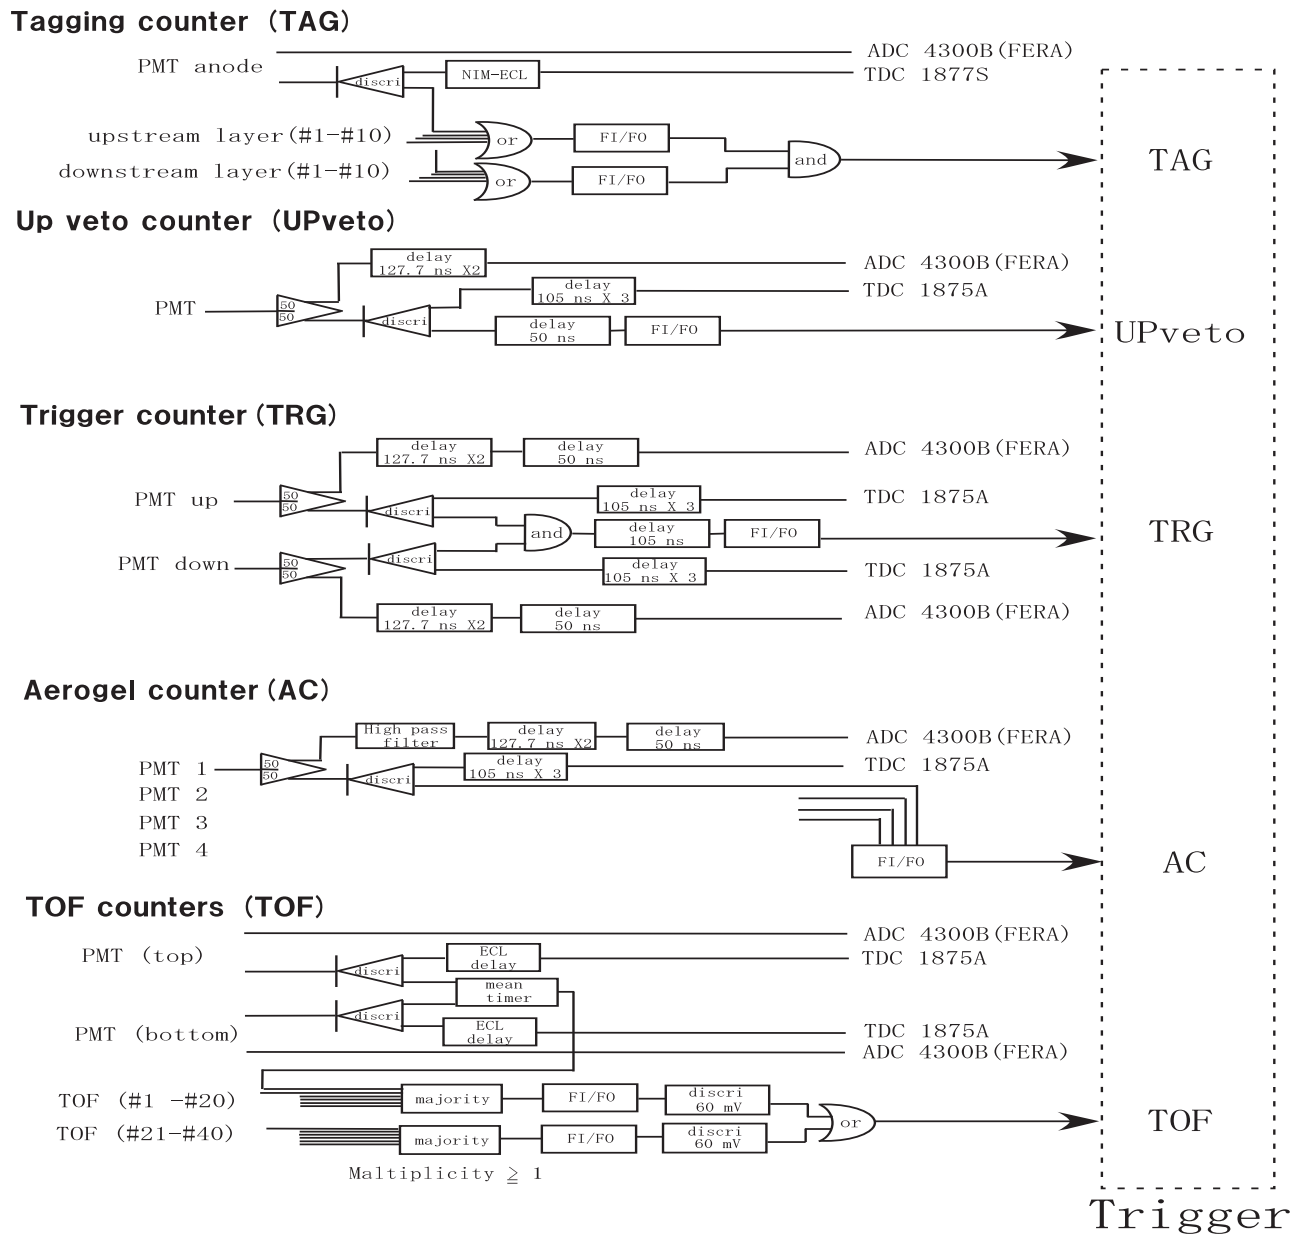 Tagging counter (TAG)
ADC 4300B(FERA)
PMT anode
discri
NIM-ECL
TDC 1877S
upstream layer(#1-#10)
or
FI/FO
and
TAG
downstream layer(#1-#10)
or
FI/FO
Up veto counter (UPveto)
delay
127.7 ns X2
ADC 4300B(FERA)
delay
105 ns X 3
TDC 1875A
PMT
50
50
discri
delay
50 ns
FI/FO
UPveto
Trigger counter(TRG)
delay
127.7 ns X2
delay
50 ns
ADC 4300B(FERA)
PMT up
50
50
discri
delay
105 ns X 3
TDC 1875A
and
delay
105 ns
FI/FO
TRG
PMT down
50
50
discri
delay
105 ns X 3
TDC 1875A
delay
127.7 ns X2
delay
50 ns
ADC 4300B(FERA)
Aerogel counter(AC)
High pass
filter
delay
127.7 ns X2
delay
50 ns
ADC 4300B(FERA)
PMT 1
50
50
discri
delay
105 ns X 3
TDC 1875A
PMT 2
PMT 3
PMT 4
FI/FO
AC
TOF counters (TOF)
ADC 4300B(FERA)
PMT (top)
discri
ECL
delay
TDC 1875A
mean
timer
discri
PMT (bottom)
ECL
delay
TDC 1875A
ADC 4300B(FERA)
TOF (#1 -#20)
majority
FI/FO
discri
60 mV
or
TOF
TOF (#21-#40)
majority
FI/FO
discri
60 mV
Maltiplicity ≧ 1
Trigger